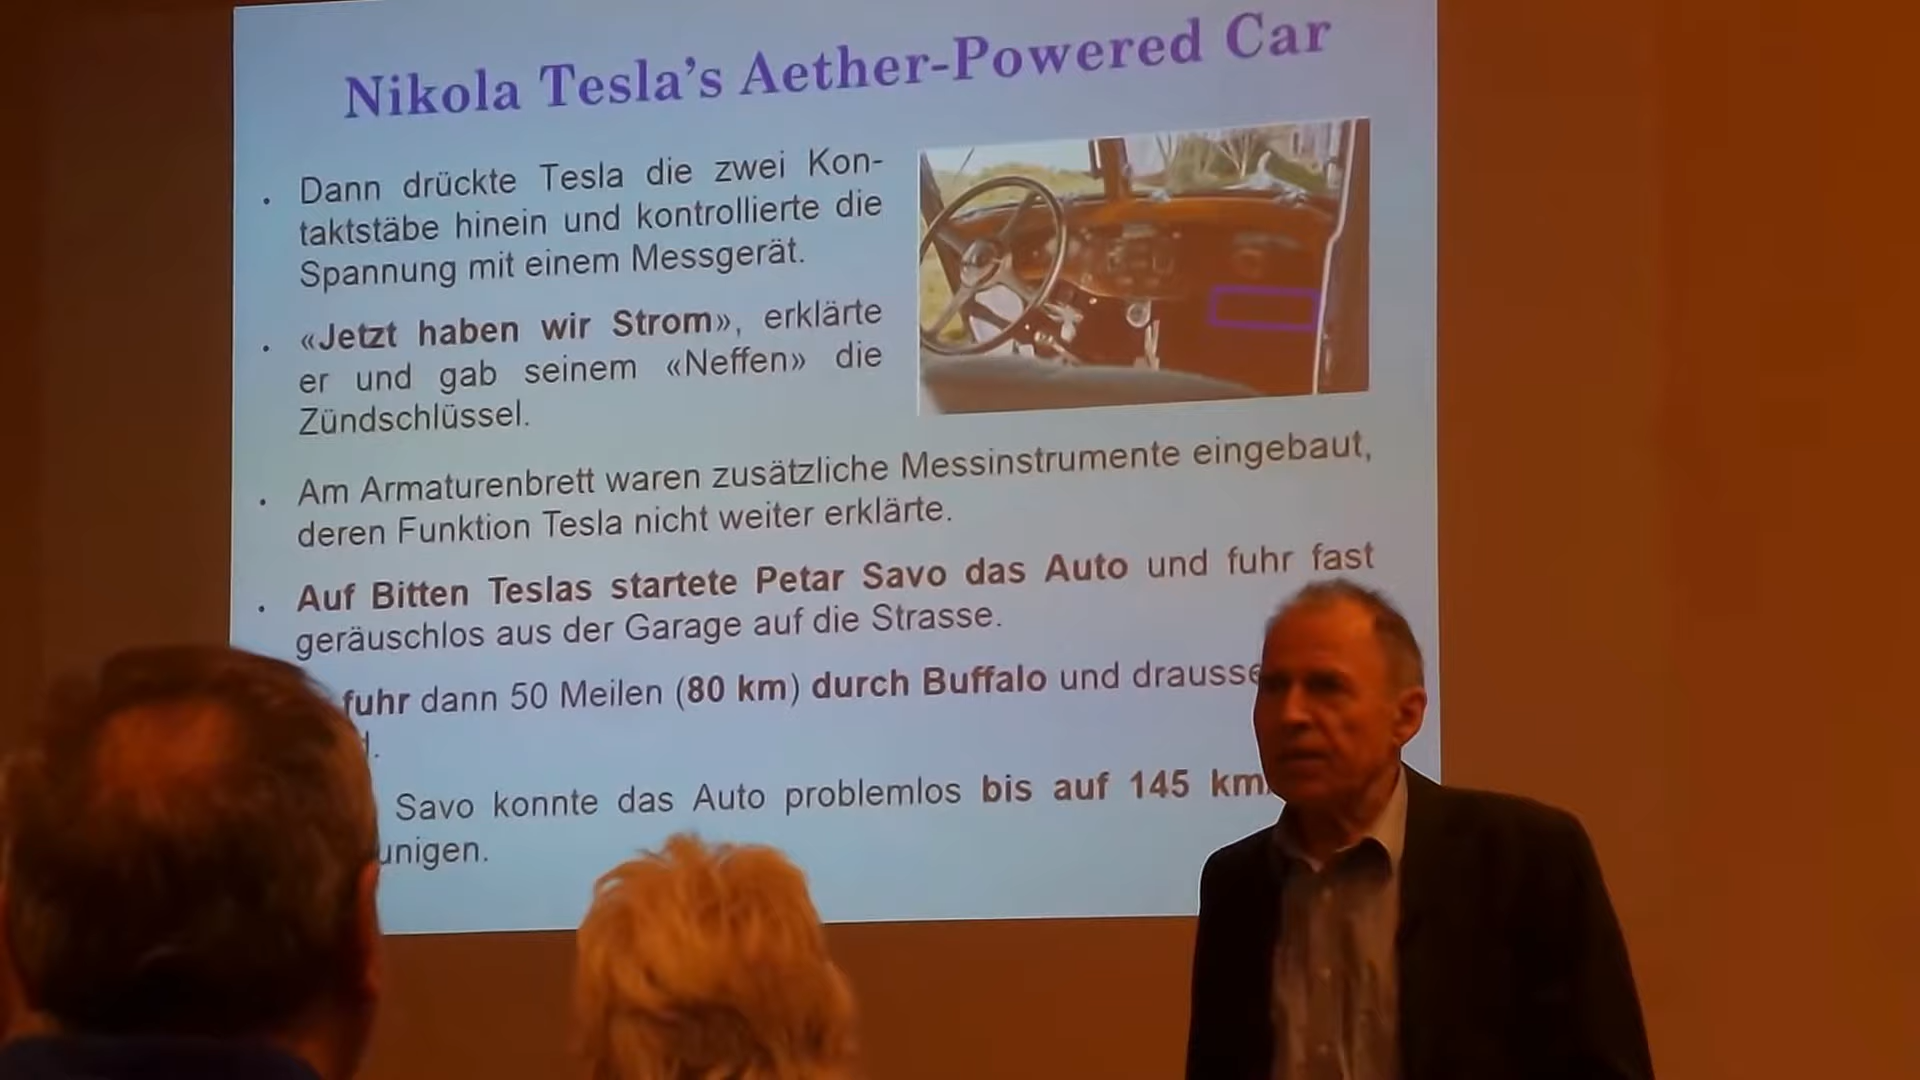 Nikola Tesla's Aether-Powered Car
• Dann drückte Tesla die zwei Kon-
taktstäbe hinein und kontrollierte die
Spannung mit einem Messgerät.
• «Jetzt haben wir Strom», erklärte
er und gab seinem «Neffen» die
Zündschlüssel.
• Am Armaturenbrett waren zusätzliche Messinstrumente eingebaut,
deren Funktion Tesla nicht weiter erklärte.
• Auf Bitten Teslas startete Petar Savo das Auto und fuhr fast
geräuschlos aus der Garage auf die Strasse.
fuhr dann 50 Meilen (80 km) durch Buffalo und
Savo konnte das Auto problemlos bis auf 145